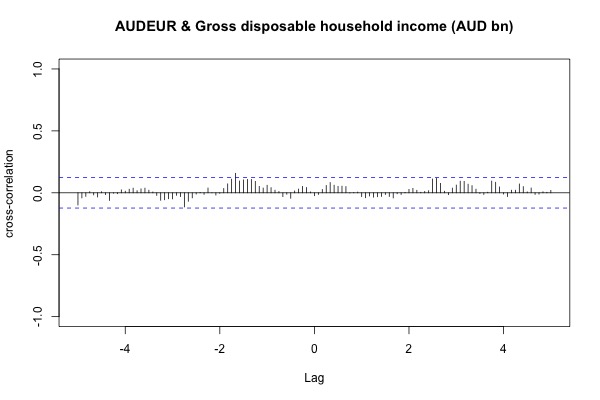 AUDEUR & Gross disposable household income (AUD bn)
cross-correlation
1.0
0.5
0.0
-0.5
-1.0
-4 -2 0 2 4
Lag